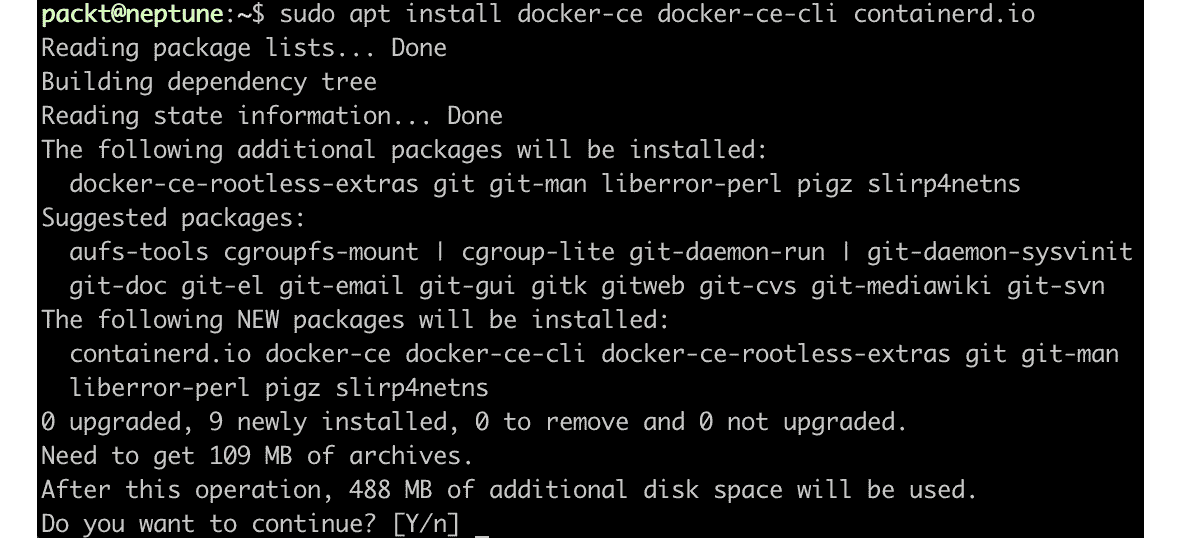 packt@neptune:~$ sudo apt install docker-ce docker-ce-cli containerd.io
Reading package lists... Done
Building dependency tree
Reading state information... Done
The following additional packages will be installed:
  docker-ce-rootless-extras git git-man liberror-perl pigz slirp4netns
Suggested packages:
  aufs-tools cgroupfs-mount | cgroup-lite git-daemon-run | git-daemon-sysvinit
  git-doc git-el git-email git-gui gitk gitweb git-cvs git-mediawiki git-svn
The following NEW packages will be installed:
  containerd.io docker-ce docker-ce-cli docker-ce-rootless-extras git git-man
  liberror-perl pigz slirp4netns
0 upgraded, 9 newly installed, 0 to remove and 0 not upgraded.
Need to get 109 MB of archives.
After this operation, 488 MB of additional disk space will be used.
Do you want to continue? [Y/n] _